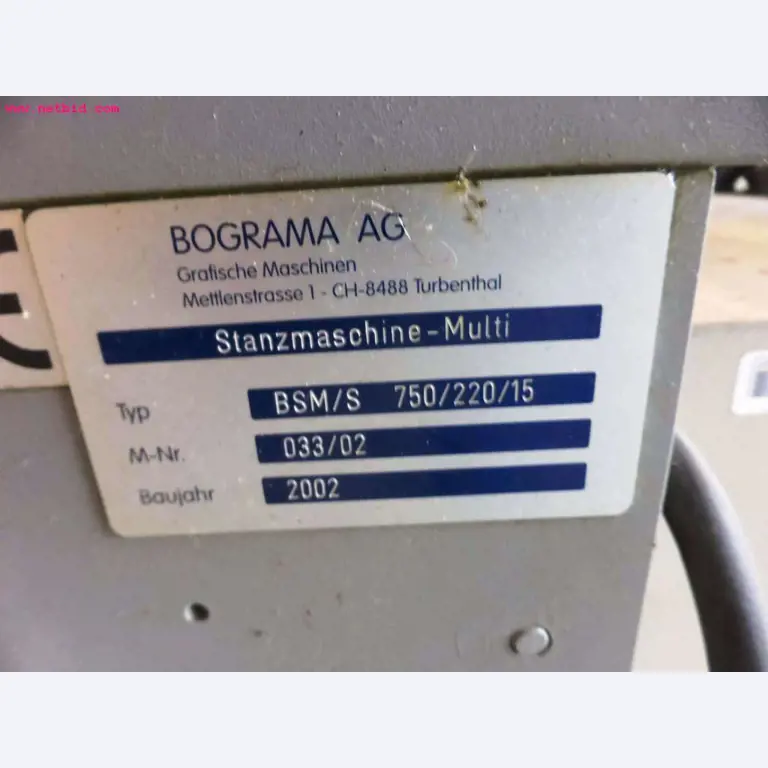 www.netbid.com
BOGRAMA AG
Grafische Maschinen
Mettlenstrasse 1 - CH-8488 Turbenthal
Stanzmaschine-Multi
Typ BSM/S 750/220/15
M-Nr. 033/02
Baujahr 2002